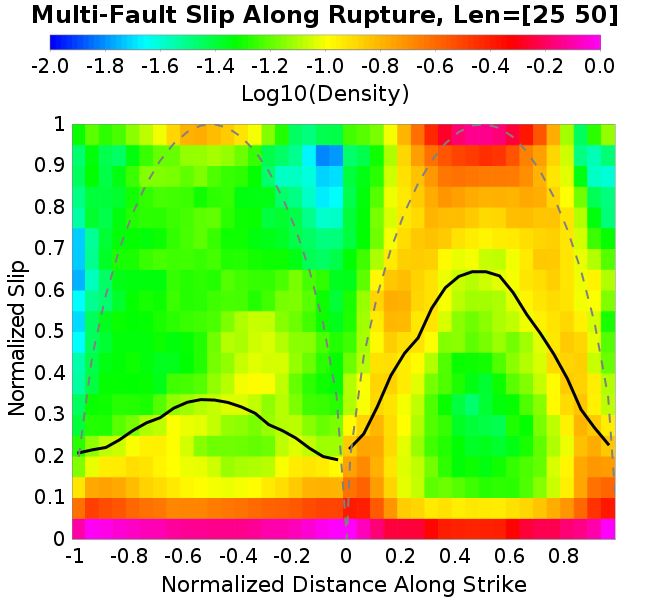 Multi-Fault Slip Along Rupture, Len=[25 50]
-2.0 -1.8 -1.6 -1.4 -1.2 -1.0 -0.8 -0.6 -0.4 -0.2 0.0
Log10(Density)
Normalized Slip
1
0.9
0.8
0.7
0.6
0.5
0.4
0.3
0.2
0.1
0
-1 -0.8 -0.6 -0.4 -0.2 0 0.2 0.4 0.6 0.8
Normalized Distance Along Strike